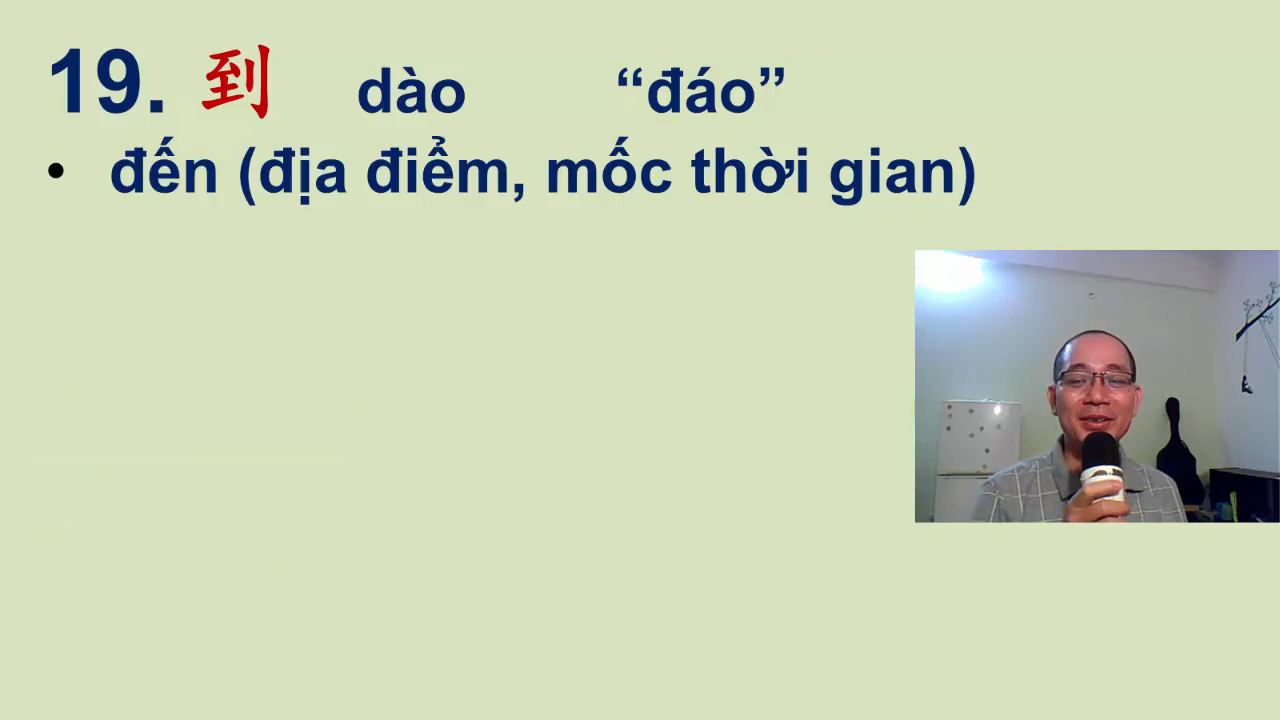 19. 到 dào “đáo”
• đến (địa điểm, mốc thời gian)